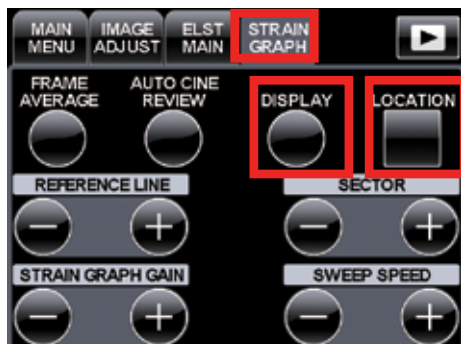 MAIN IMAGE ELST STRAIN
MENU ADJUST MAIN GRAPH
FRAME AUTO CINE
AVERAGE REVIEW DISPLAY LOCATION
REFERENCE LINE SECTOR
− + − +
STRAIN GRAPH GAIN SWEEP SPEED
− + − +